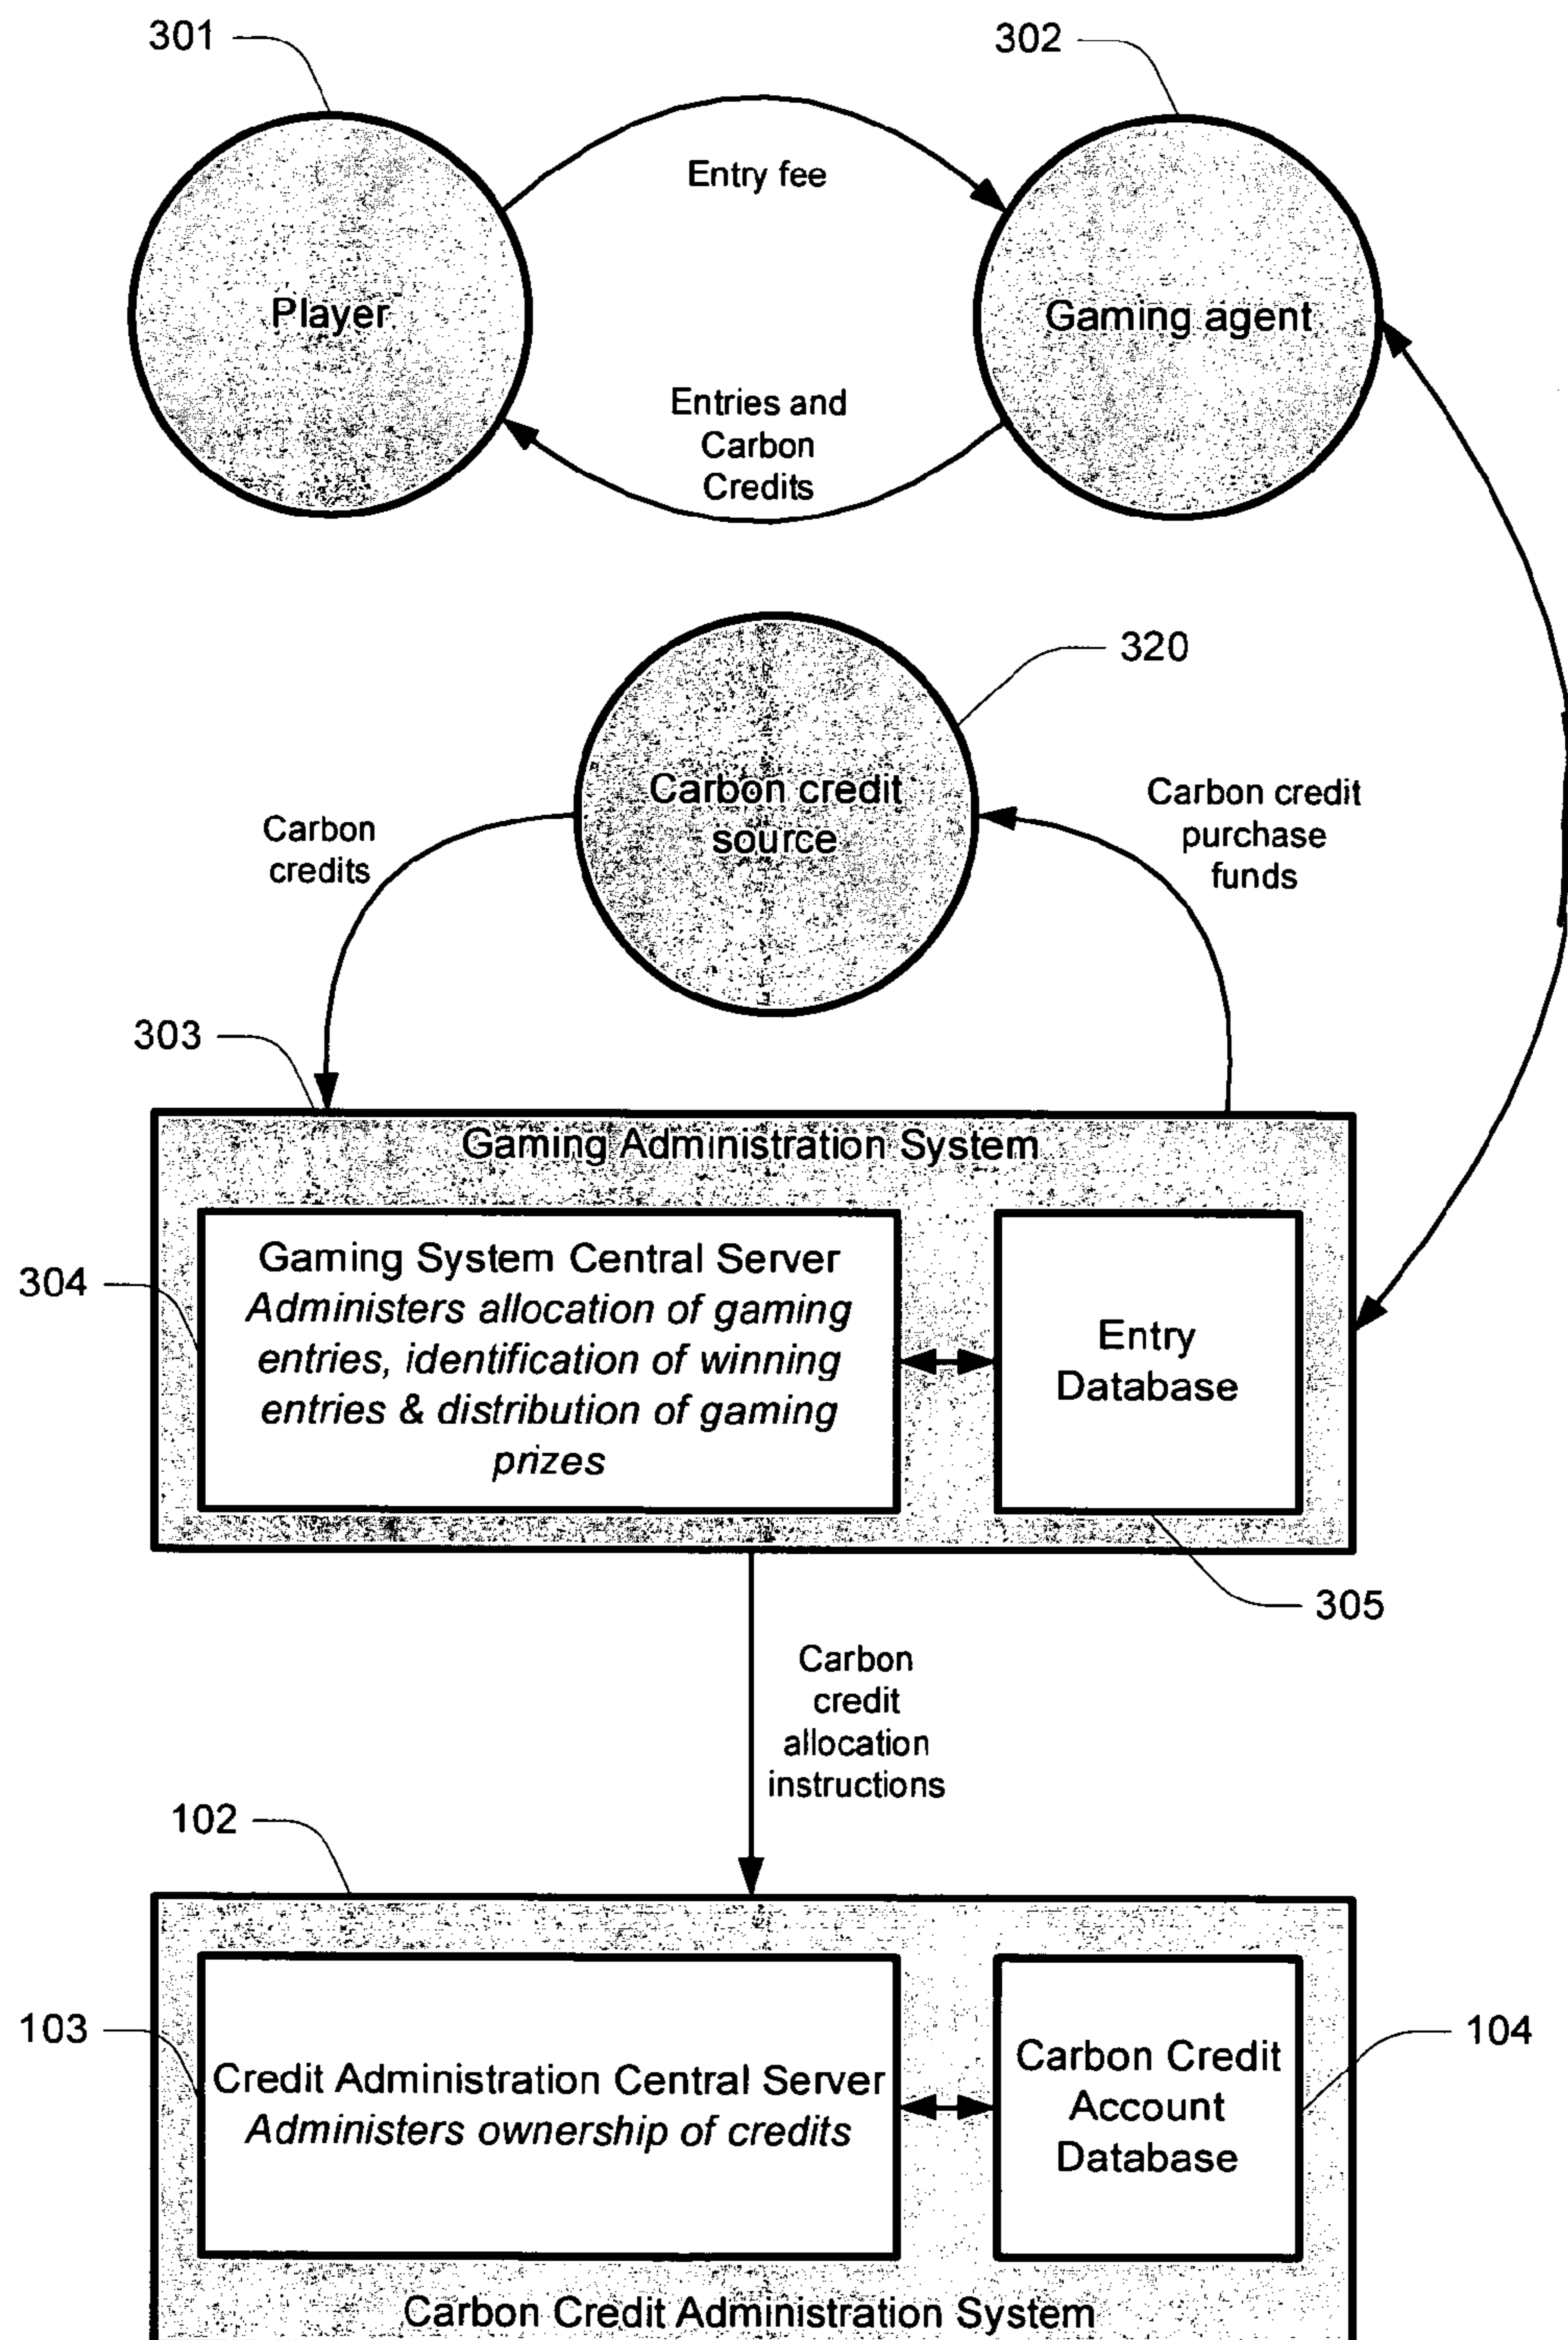 301
302
Entry fee
Player
Gaming agent
Entries and
Carbon
Credits
320
Carbon credit
source
Carbon credit
purchase
funds
Carbon
credits
303
Gaming Administration System
304
Gaming System Central Server
Administers allocation of gaming
entries, identification of winning
entries & distribution of gaming
prizes
Entry
Database
305
Carbon
credit
allocation
instructions
102
103
Credit Administration Central Server
Administers ownership of credits
Carbon Credit
Account
Database
104
Carbon Credit Administration System